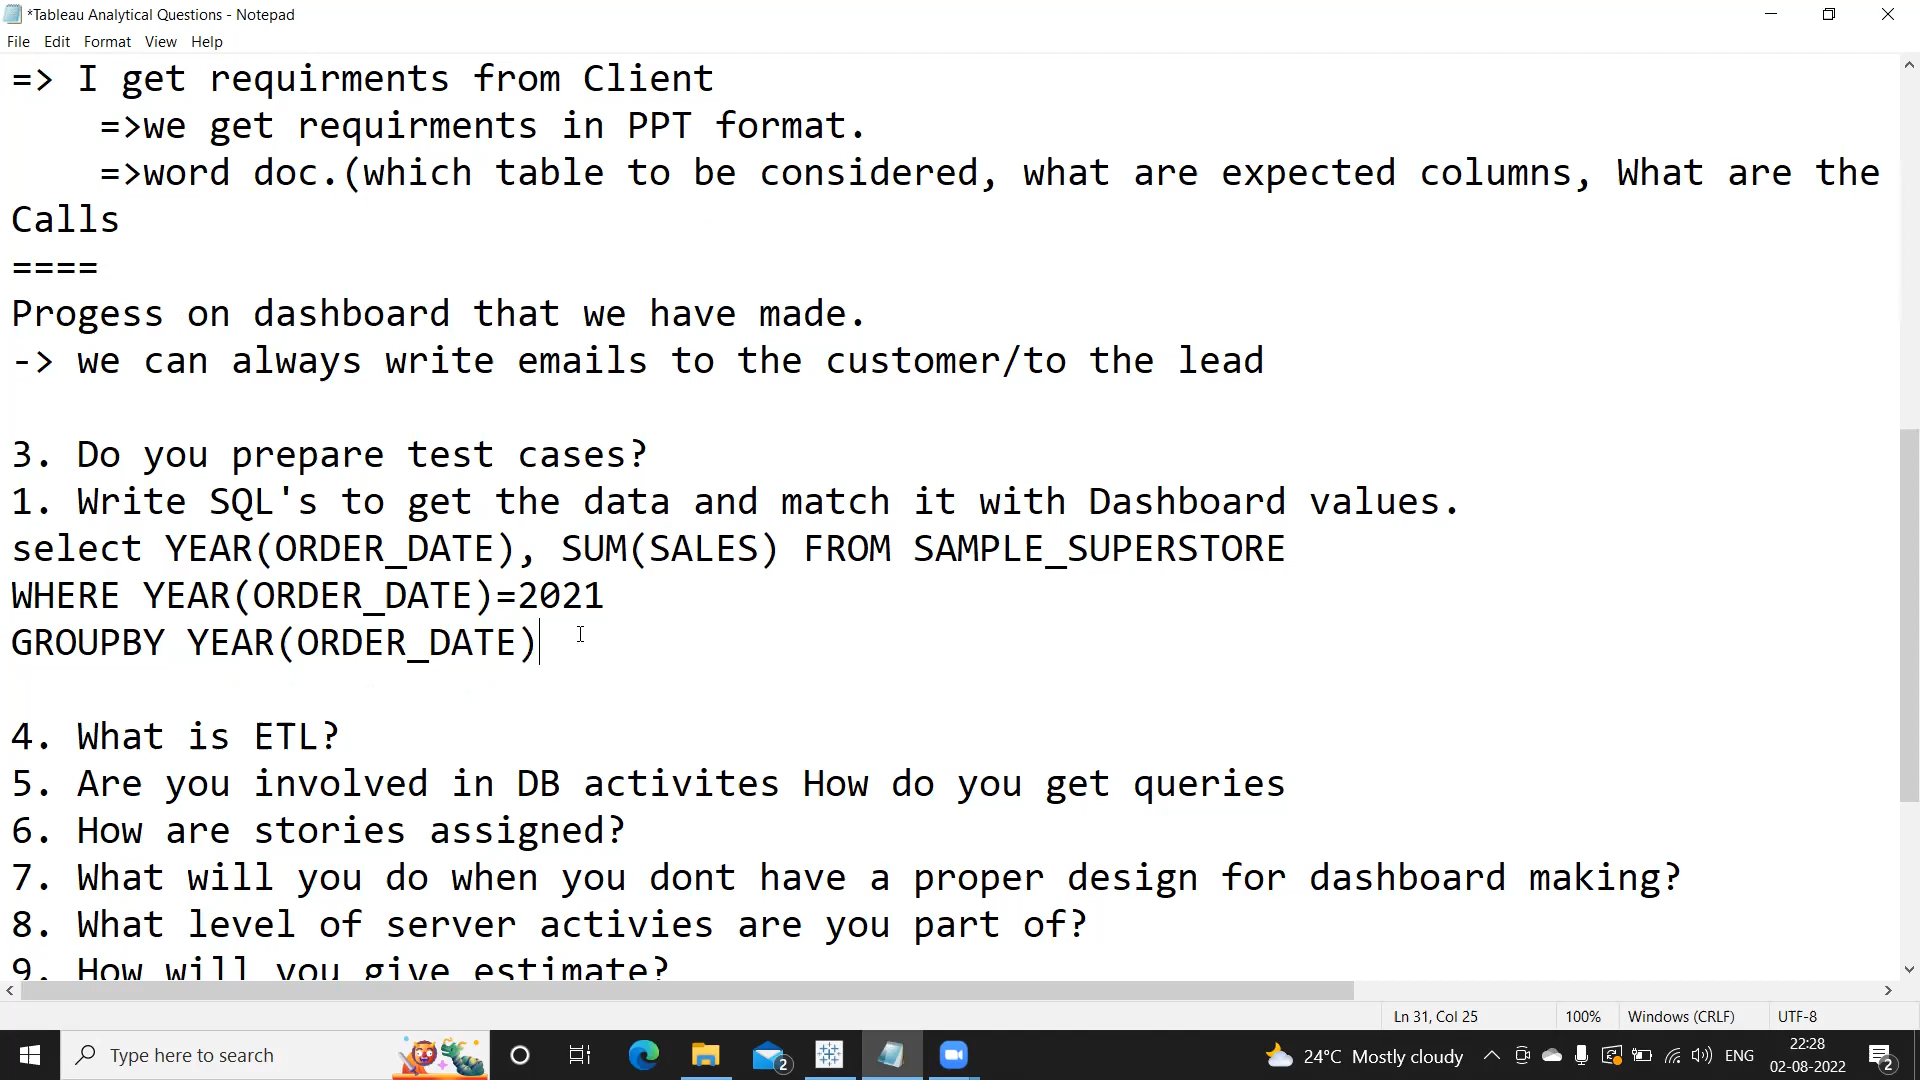 *Tableau Analytical Questions - Notepad
File Edit Format View Help
=> I get requirments from Client
=>we get requirments in PPT format.
=>word doc.(which table to be considered, what are expected columns, What are the
Calls
====
Progess on dashboard that we have made.
-> we can always write emails to the customer/to the lead
3. Do you prepare test cases?
1. Write SQL's to get the data and match it with Dashboard values.
select YEAR(ORDER_DATE), SUM(SALES) FROM SAMPLE_SUPERSTORE
WHERE YEAR(ORDER_DATE)=2021
GROUPBY YEAR(ORDER_DATE)
4. What is ETL?
5. Are you involved in DB activites How do you get queries
6. How are stories assigned?
7. What will you do when you dont have a proper design for dashboard making?
8. What level of server activies are you part of?
9. How will you give estimate?
Ln 31, Col 25 100% Windows (CRLF) UTF-8
Type here to search 2 24°C Mostly cloudy ENG 22:28 2
02-08-2022